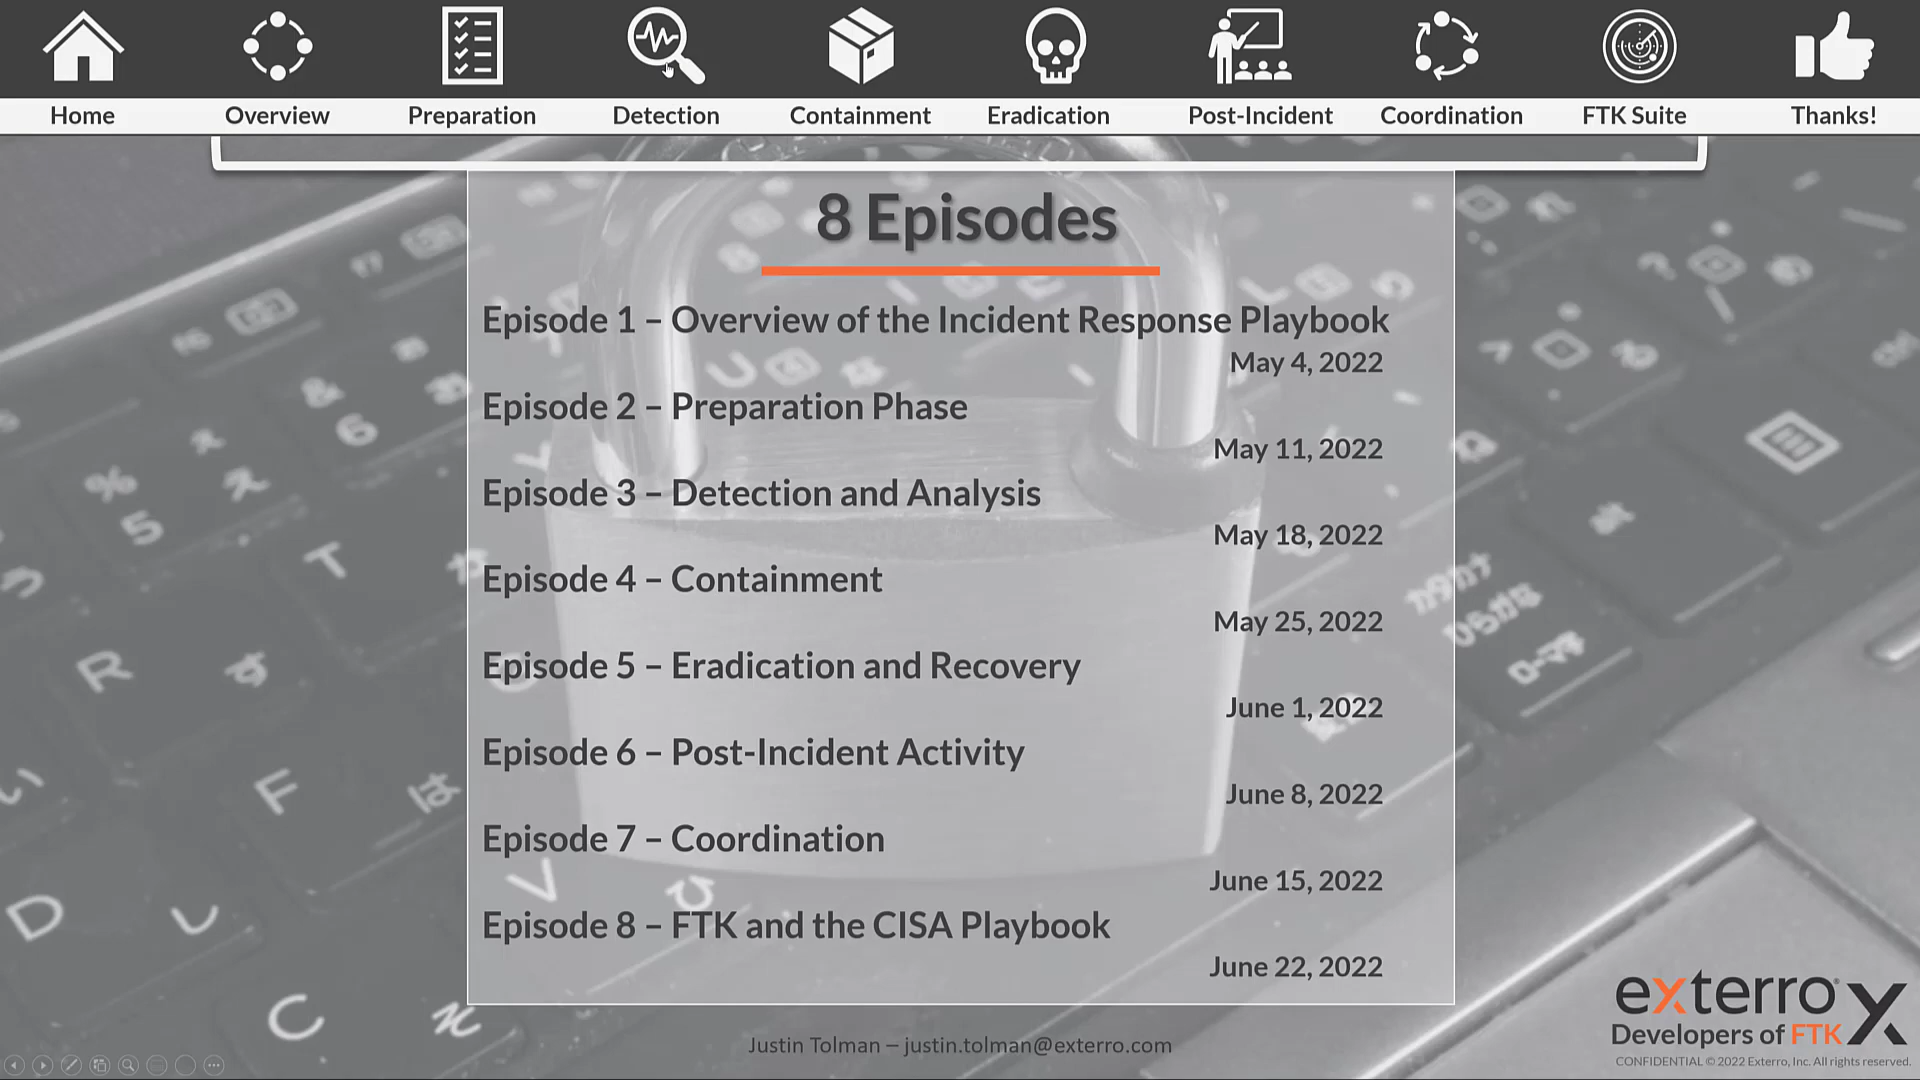 Home Overview Preparation Detection Containment Eradication Post-Incident Coordination FTK Suite Thanks!
8 Episodes
Episode 1 – Overview of the Incident Response Playbook
May 4, 2022
Episode 2 – Preparation Phase
May 11, 2022
Episode 3 – Detection and Analysis
May 18, 2022
Episode 4 – Containment
May 25, 2022
Episode 5 – Eradication and Recovery
June 1, 2022
Episode 6 – Post-Incident Activity
June 8, 2022
Episode 7 – Coordination
June 15, 2022
Episode 8 – FTK and the CISA Playbook
June 22, 2022
Justin Tolman – justin.tolman@exterro.com
exterro® X
Developers of FTK
CONFIDENTIAL © 2022 Exterro, Inc. All rights reserved.
%
5
&
6
T
R
す
F
は
D
C
V